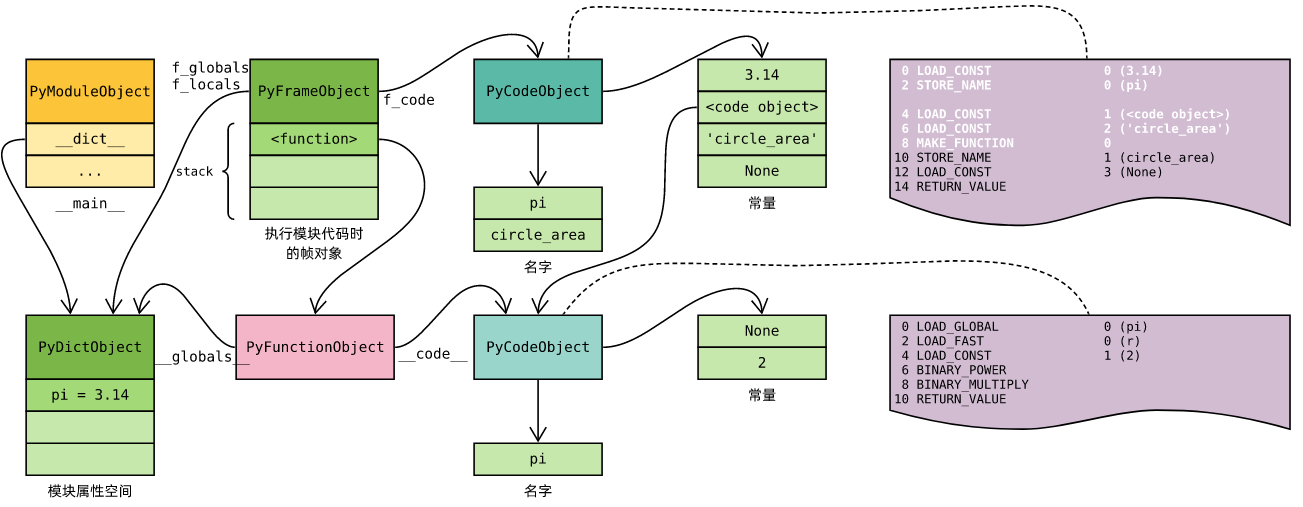 f_globals
f_locals
PyModuleObject
__dict__
...
__main__
PyFrameObject
<function>
stack
执行模块代码时
的帧对象
f_code
PyCodeObject
pi
circle_area
名字
3.14
<code object>
'circle_area'
None
常量
0 LOAD_CONST 0 (3.14)
2 STORE_NAME 0 (pi)
4 LOAD_CONST 1 (<code object>)
6 LOAD_CONST 2 ('circle_area')
8 MAKE_FUNCTION 0
10 STORE_NAME 1 (circle_area)
12 LOAD_CONST 3 (None)
14 RETURN_VALUE
PyDictObject
pi = 3.14
模块属性空间
__globals__
PyFunctionObject
__code__
PyCodeObject
pi
名字
None
2
常量
0 LOAD_GLOBAL 0 (pi)
2 LOAD_FAST 0 (r)
4 LOAD_CONST 1 (2)
6 BINARY_POWER
8 BINARY_MULTIPLY
10 RETURN_VALUE